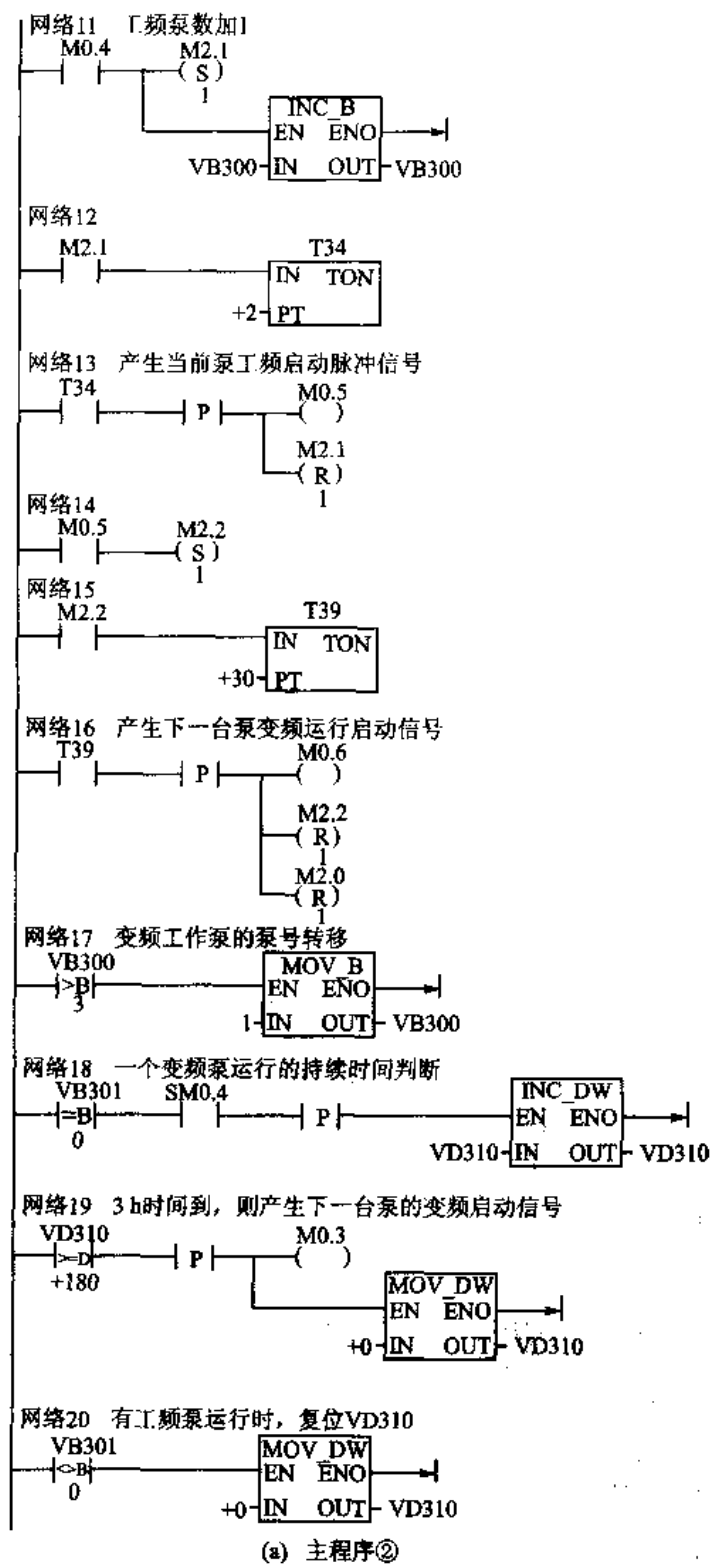 网络11 工频泵数加1
M0.4 M2.1
( S )
1
INC_B
EN ENO
VB300 IN OUT VB300
网络12
M2.1 T34
IN TON
+2 PT
网络13 产生当前泵工频启动脉冲信号
T34 P M0.5
( )
M2.1
( R )
1
网络14
M0.5 M2.2
( S )
1
网络15
M2.2 T39
IN TON
+30 PT
网络16 产生下一台泵变频运行启动信号
T39 P M0.6
( )
M2.2
( R )
1
M2.0
( R )
1
网络17 变频工作泵的泵号转移
VB300 MOV_B
>B EN ENO
3
1 IN OUT VB300
网络18 一个变频泵运行的持续时间判断
VB301 SM0.4 INC_DW
=B P EN ENO
0
VD310 IN OUT VD310
网络19 3 h时间到，则产生下一台泵的变频启动信号
VD310 M0.3
>=D P ( )
+180
MOV_DW
EN ENO
+0 IN OUT VD310
网络20 有工频泵运行时，复位VD310
VB301 MOV_DW
<>B EN ENO
0
+0 IN OUT VD310
(a) 主程序②